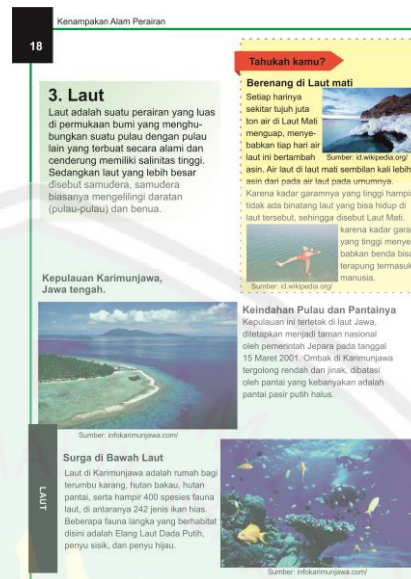 Kenampakan Alam Perairan
18
3. Laut
Laut adalah suatu perairan yang luas
di permukaan bumi yang menghu-
bungkan suatu pulau dengan pulau
lain yang terbuat secara alami dan
cenderung memiliki salinitas tinggi.
Sedangkan laut yang lebih besar
disebut samudera, samudera
biasanya mengelilingi daratan
(pulau-pulau) dan benua.
Tahukah kamu?
Berenang di Laut mati
Setiap harinya
sekitar tujuh juta
ton air di Laut Mati
menguap, menye-
babkan tiap hari air
laut ini bertambah
Sumber: id.wikipedia.org/
asin. Air laut di laut mati sembilan kali lebih
asin dari pada air laut pada umumnya.
Karena kadar garamnya yang tinggi hampir
tidak ada binatang laut yang bisa hidup di
laut tersebut, sehingga disebut Laut Mati.
karena kadar gara
yang tinggi menye
babkan benda bisa
terapung termasuk
manusia.
Sumber: id.wikipedia.org/
Kepulauan Karimunjawa,
Jawa tengah.
Sumber: infokarimunjawa.com/
Keindahan Pulau dan Pantainya
Kepulauan ini terletak di laut Jawa,
ditetapkan menjadi taman nasional
oleh pemerintah Jepara pada tanggal
15 Maret 2001. Ombak di Karimunjawa
tergolong rendah dan jinak, dibatasi
oleh pantai yang kebanyakan adalah
pantai pasir putih halus.
LAUT
Surga di Bawah Laut
Laut di Karimunjawa adalah rumah bagi
terumbu karang, hutan bakau, hutan
pantai, serta hampir 400 spesies fauna
laut, di antaranya 242 jenis ikan hias.
Beberapa fauna langka yang berhabitat
disini adalah Elang Laut Dada Putih,
penyu sisik, dan penyu hijau.
Sumber: infokarimunjawa.com/